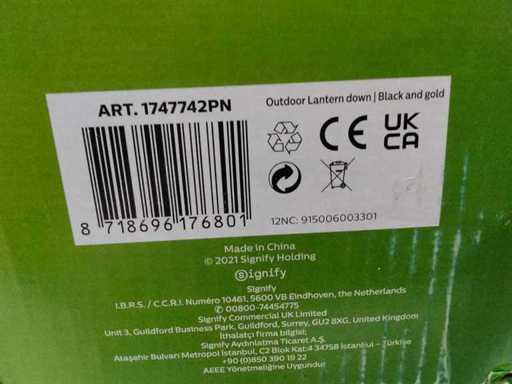 ART. 1747742PN
Outdoor Lantern down | Black and gold
CE UK CA
8 718696 176801
12NC: 915006003301
Made in China
© 2021 Signify Holding
Signify
Signify
I.B.R.S. / C.C.R.I. Numéro 10461, 5600 VB Eindhoven, the Netherlands
✆ 00800-74454775
Signify Commercial UK Limited
Unit 3, Guildford Business Park, Guildford, Surrey, GU2 8XG, United Kingdom
İthalatçı firma bilgisi;
Signify Aydınlatma Ticaret A.Ş.
Ataşehir Bulvarı Metropol İstanbul, C2 Blok Kat:4 34758 İstanbul – Türkiye
+90 (0)850 390 19 22
AEEE Yönetmeliğine Uygundur